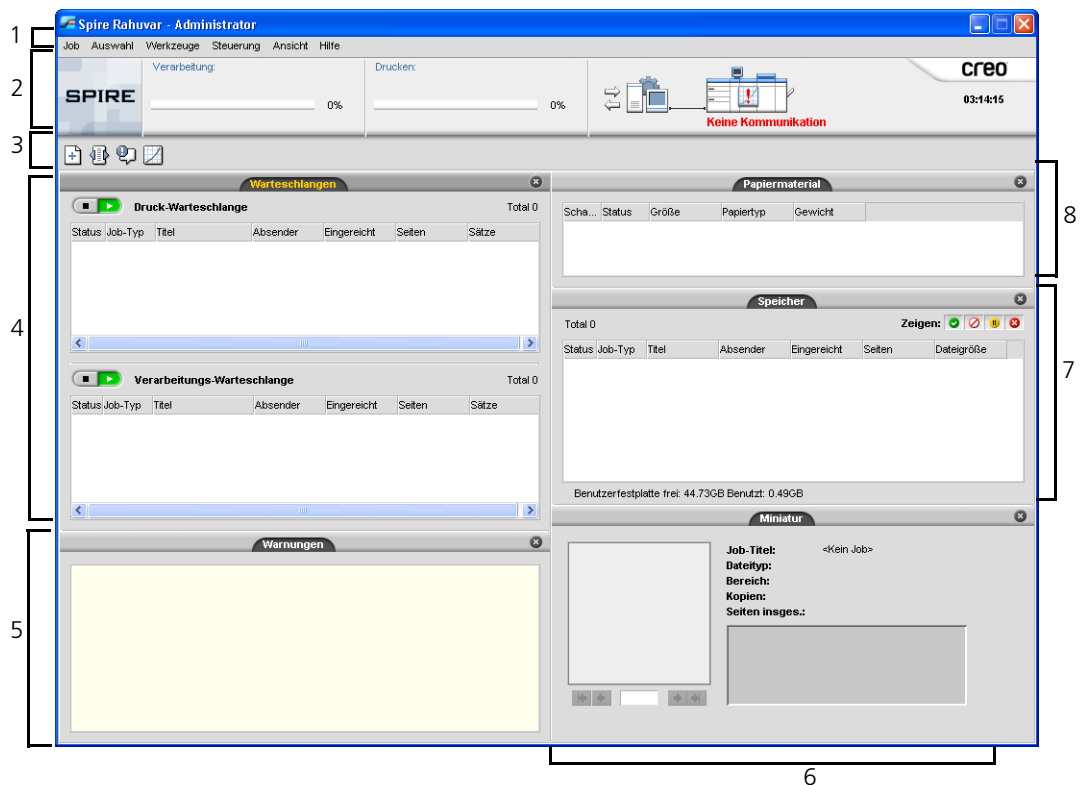 1
Spire Rahuvar - Administrator
Job Auswahl Werkzeuge Steuerung Ansicht Hilfe
2
SPIRE
Verarbeitung:
0%
Drucken:
0%
Keine Kommunikation
creo
03:14:15
3
4
Warteschlangen
Druck-Warteschlange
Total 0
Status Job-Typ Titel Absender Eingereicht Seiten Sätze
Verarbeitungs-Warteschlange
Total 0
Status Job-Typ Titel Absender Eingereicht Seiten Sätze
5
Warnungen
8
Papiermaterial
Scha... Status Größe Papiertyp Gewicht
7
Speicher
Total 0
Zeigen:
Status Job-Typ Titel Absender Eingereicht Seiten Dateigröße
Benutzerfestplatte frei: 44.73GB Benutzt: 0.49GB
Miniatur
Job-Titel: <Kein Job>
Dateityp:
Bereich:
Kopien:
Seiten insges.:
6